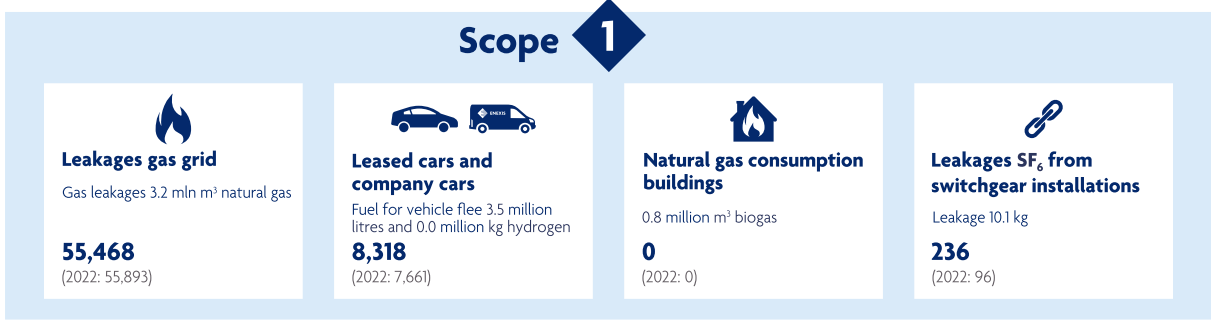 Scope 1
Leakages gas grid
Gas leakages 3.2 mln m³ natural gas
55,468
(2022: 55,893)
ENEXIS
Leased cars and
company cars
Fuel for vehicle flee 3.5 million
litres and 0.0 million kg hydrogen
8,318
(2022: 7,661)
Natural gas consumption
buildings
0.8 million m³ biogas
0
(2022: 0)
Leakages SF₆ from
switchgear installations
Leakage 10.1 kg
236
(2022: 96)